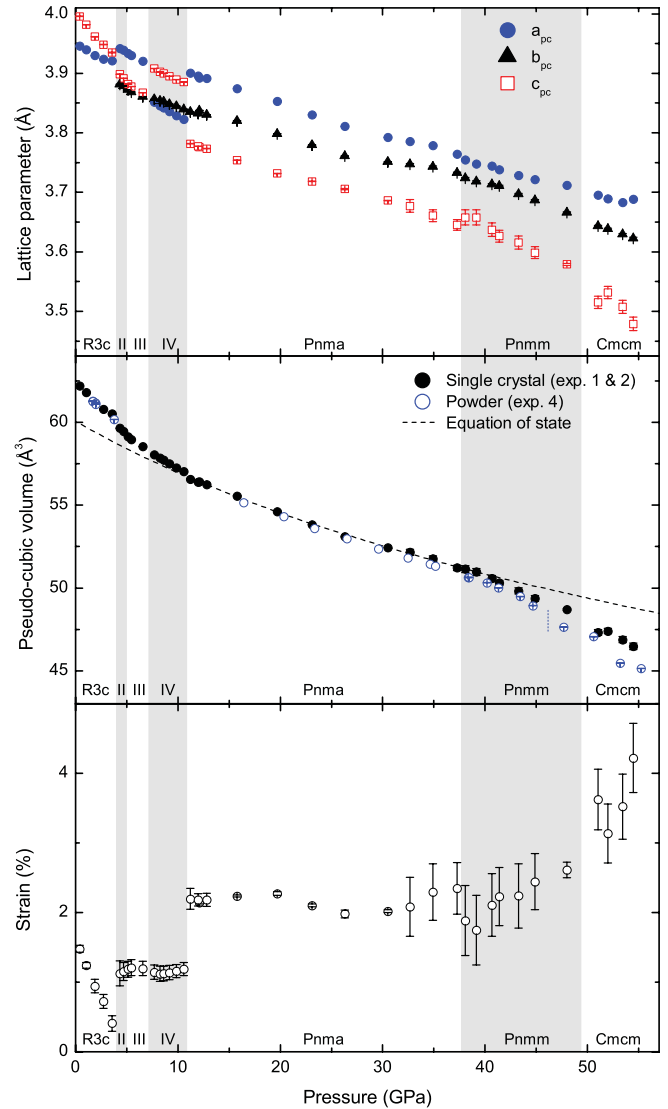 4.0
3.9
3.8
3.7
3.6
3.5
Lattice parameter (Å)
a_pc
b_pc
c_pc
R3c II III IV Pnma Pnmm Cmcm
60
55
50
45
Pseudo-cubic volume (Å³)
Single crystal (exp. 1 & 2)
Powder (exp. 4)
Equation of state
R3c II III IV Pnma Pnmm Cmcm
4
2
0
Strain (%)
R3c II III IV Pnma Pnmm Cmcm
0 10 20 30 40 50
Pressure (GPa)